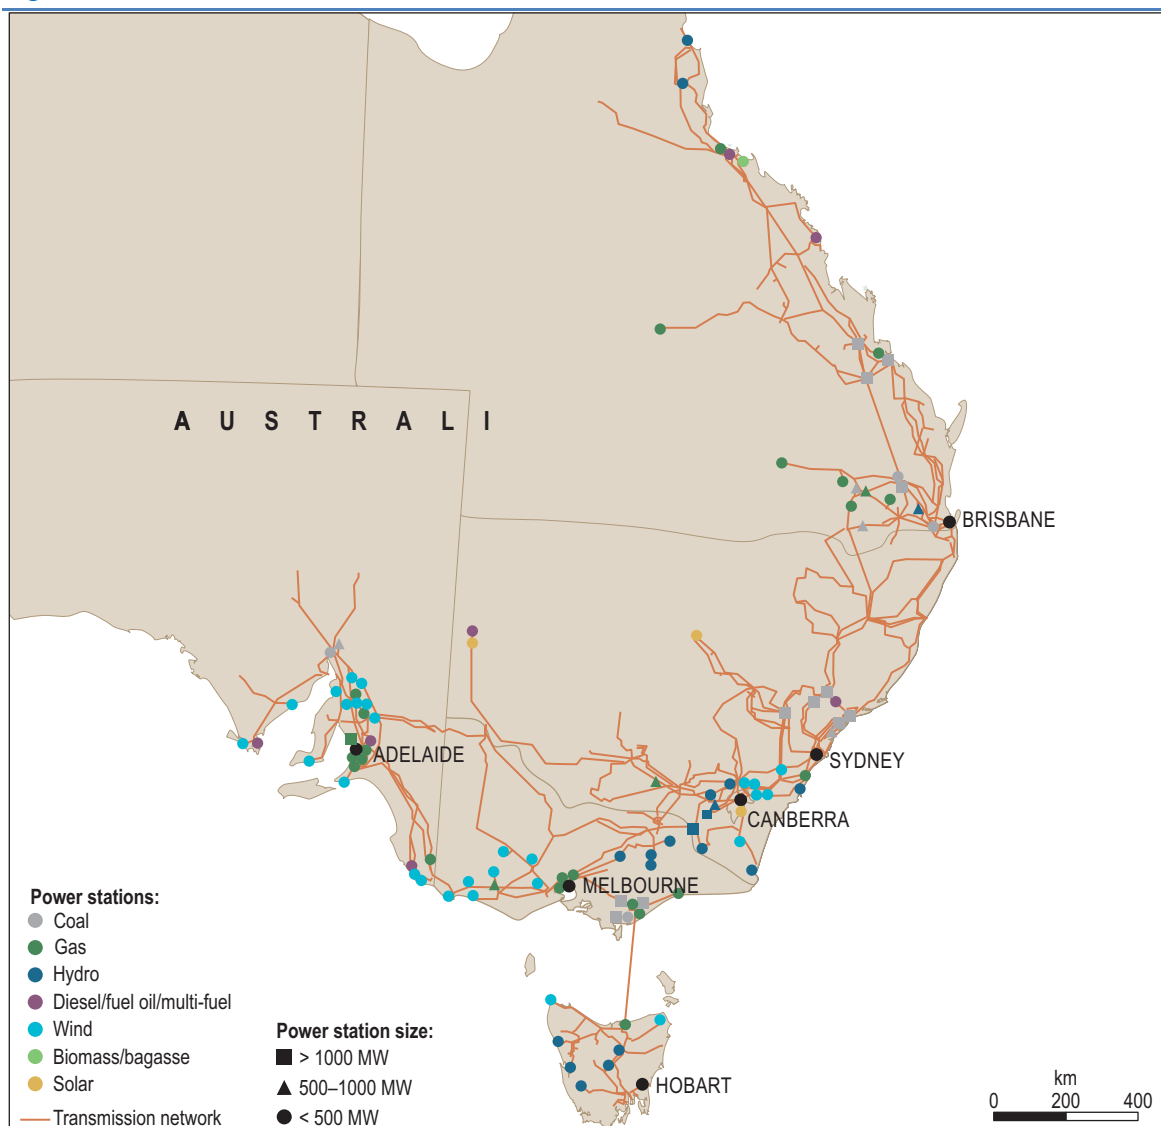 A U S T R A L I
BRISBANE
ADELAIDE
SYDNEY
CANBERRA
MELBOURNE
HOBART
Power stations:
Coal
Gas
Hydro
Diesel/fuel oil/multi-fuel
Wind
Biomass/bagasse
Solar
Transmission network
Power station size:
> 1000 MW
500–1000 MW
< 500 MW
km
0 200 400